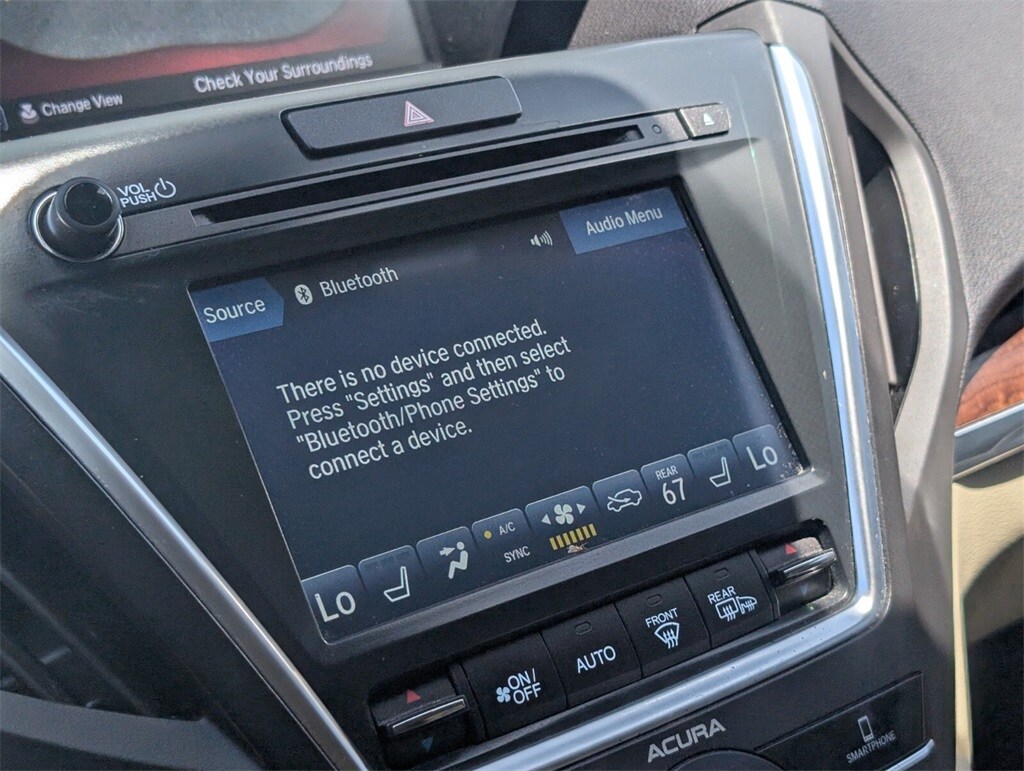 Check Your Surroundings
Change View
VOL
PUSH
Audio Menu
Source
Bluetooth
There is no device connected.
Press "Settings" and then select
"Bluetooth/Phone Settings" to
connect a device.
Lo
A/C
SYNC
REAR
67
Lo
ON/
OFF
AUTO
FRONT
REAR
ACURA
SMARTPHONE